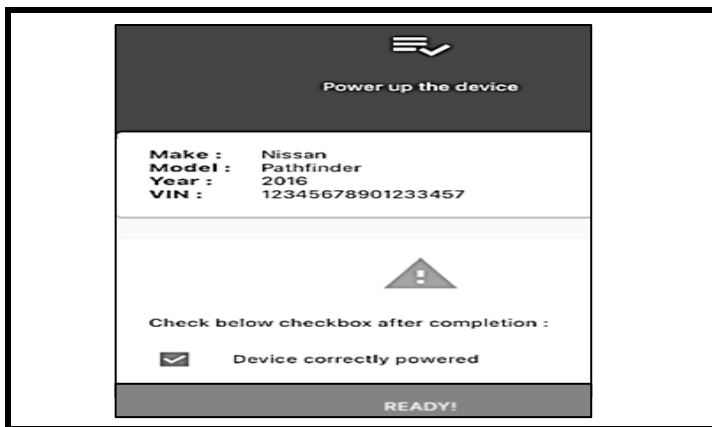 Power up the device
Make : Nissan
Model : Pathfinder
Year : 2016
VIN : 12345678901233457
Check below checkbox after completion :
Device correctly powered
READY!